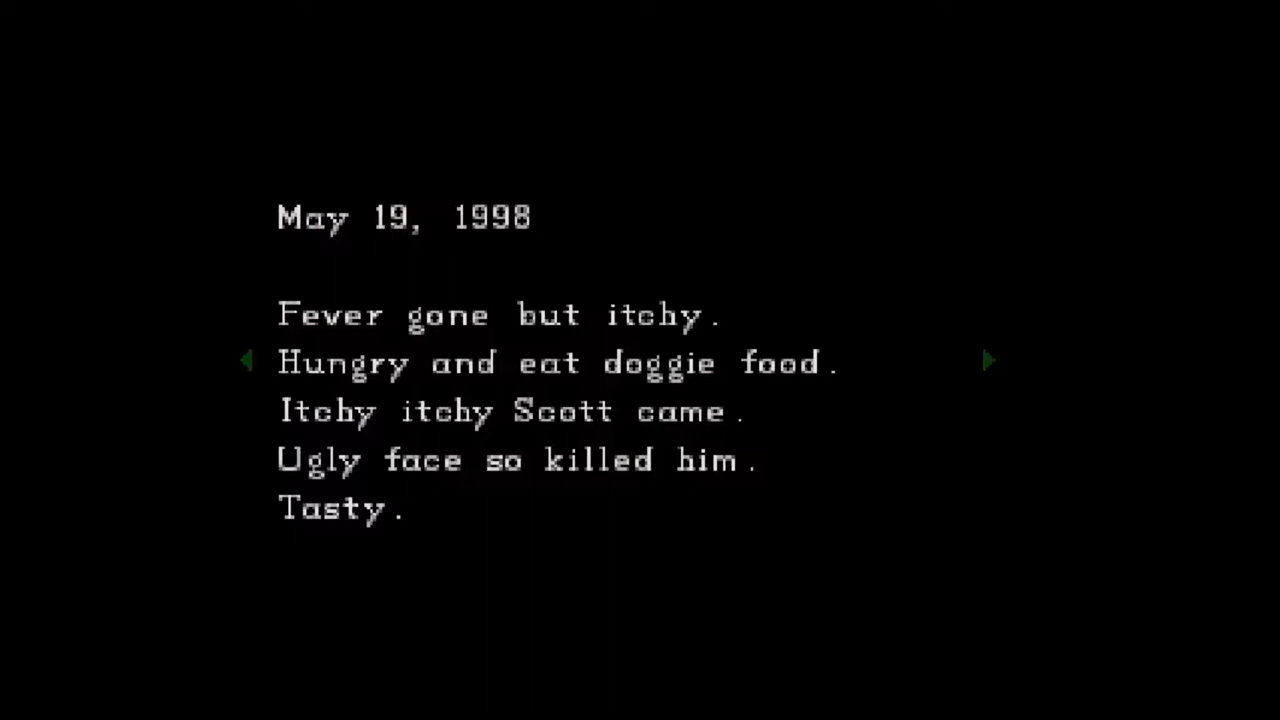 May 19, 1998
Fever gone but itchy.
Hungry and eat doggie food.
Itchy itchy Scott came.
Ugly face so killed him.
Tasty.